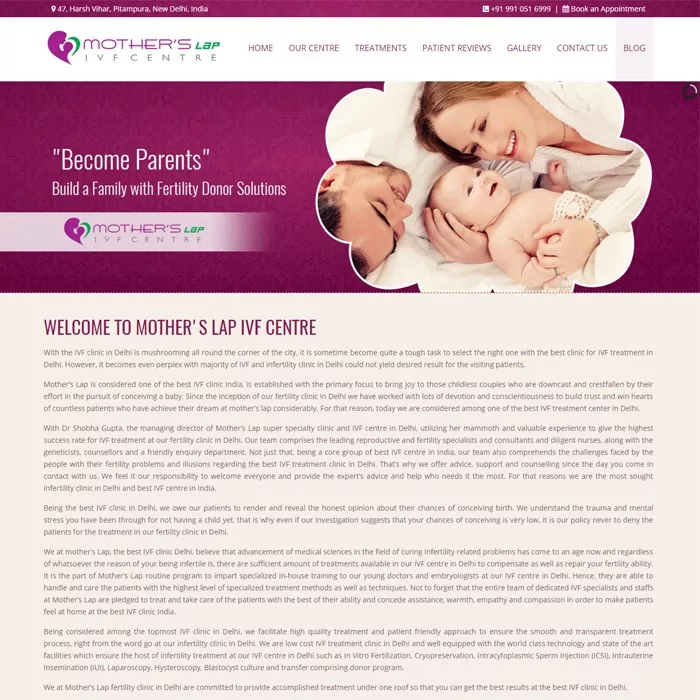 47, Harsh Vihar, Pitampura, New Delhi, India
+91 991 051 6999 | Book an Appointment
MOTHER'S LAP
IVF CENTRE
HOME OUR CENTRE TREATMENTS PATIENT REVIEWS GALLERY CONTACT US BLOG
"Become Parents"
Build a Family with Fertility Donor Solutions
MOTHER'S LAP
IVF CENTRE
WELCOME TO MOTHER'S LAP IVF CENTRE
With the IVF clinic in Delhi is mushrooming all round the corner of the city, it is sometime become quite a tough task to select the right one with the best clinic for IVF treatment in
Delhi. However, it becomes even perplex with majority of IVF and infertility clinic in Delhi could not yield desired result for the visiting patients.
Mother's Lap is considered one of the best IVF clinic India, is established with the primary focus to bring joy to those childless couples who are downcast and crestfallen by their
effort in the pursuit of conceiving a baby. Since the inception of our fertility clinic in Delhi we have worked with lots of devotion and conscientiousness to build trust and win hearts
of countless patients who have achieve their dream at mother's lap considerably. For that reason, today we are considered among one of the best IVF treatment center in Delhi.
With Dr Shobha Gupta, the managing director of Mother's Lap super specialty clinic and IVF centre in Delhi, utilizing her mammoth and valuable experience to give the highest
success rate for IVF treatment at our fertility clinic in Delhi. Our team comprises the leading reproductive and fertility specialists and consultants and diligent nurses, along with the
geneticists, counsellors and a friendly enquiry department. Not just that, being a core group of best IVF centre in India, our team also comprehends the challenges faced by the
people with their fertility problems and illusions regarding the best IVF treatment clinic in Delhi. That's why we offer advice, support and counselling since the day you come in
contact with us. We feel it our responsibility to welcome everyone and provide the expert's advice and help who needs it the most. For that reasons we are the most sought
infertility clinic in Delhi and best IVF centre in India.
Being the best IVF clinic in Delhi, we owe our patients to render and reveal the honest opinion about their chances of conceiving birth. We understand the trauma and mental
stress you have been through for not having a child yet, that is why even if our investigation suggests that your chances of conceiving is very low, it is our policy never to deny the
patients for the treatment in our fertility clinic in Delhi.
We at mother's Lap, the best IVF clinic Delhi, believe that advancement of medical sciences in the field of curing infertility related problems has come to an age now and regardless
of whatsoever the reason of your being infertile is, there are sufficient amount of treatments available in our IVF centre in Delhi to compensate as well as repair your fertility ability.
It is the part of Mother's Lap routine program to impart specialized in-house training to our young doctors and embryologists at our IVF centre in Delhi. Hence, they are able to
handle and care the patients with the highest level of specialized treatment methods as well as techniques. Not to forget that the entire team of dedicated IVF specialists and staffs
at Mother's Lap are pledged to treat and take care of the patients with the best of their ability and concede assistance, warmth, empathy and compassion in order to make patients
feel at home at the best IVF clinic India.
Being considered among the topmost IVF clinic in Delhi, we facilitate high quality treatment and patient friendly approach to ensure the smooth and transparent treatment
process, right from the word go at our infertility clinic in Delhi. We are low cost IVF treatment clinic in Delhi and well equipped with the world class technology and state of the art
facilities which ensure the host of infertility treatment at our IVF centre in Delhi such as in Vitro Fertilization, Cryopreservation, Intracytoplasmic Sperm Injection (ICSI), Intrauterine
Insemination (IUI), Laparoscopy, Hysteroscopy, Blastocyst culture and transfer comprising donor program.
We at Mother's Lap fertility clinic in Delhi are committed to provide accomplished treatment under one roof so that you can get the best results at the best IVF clinic in Delhi.